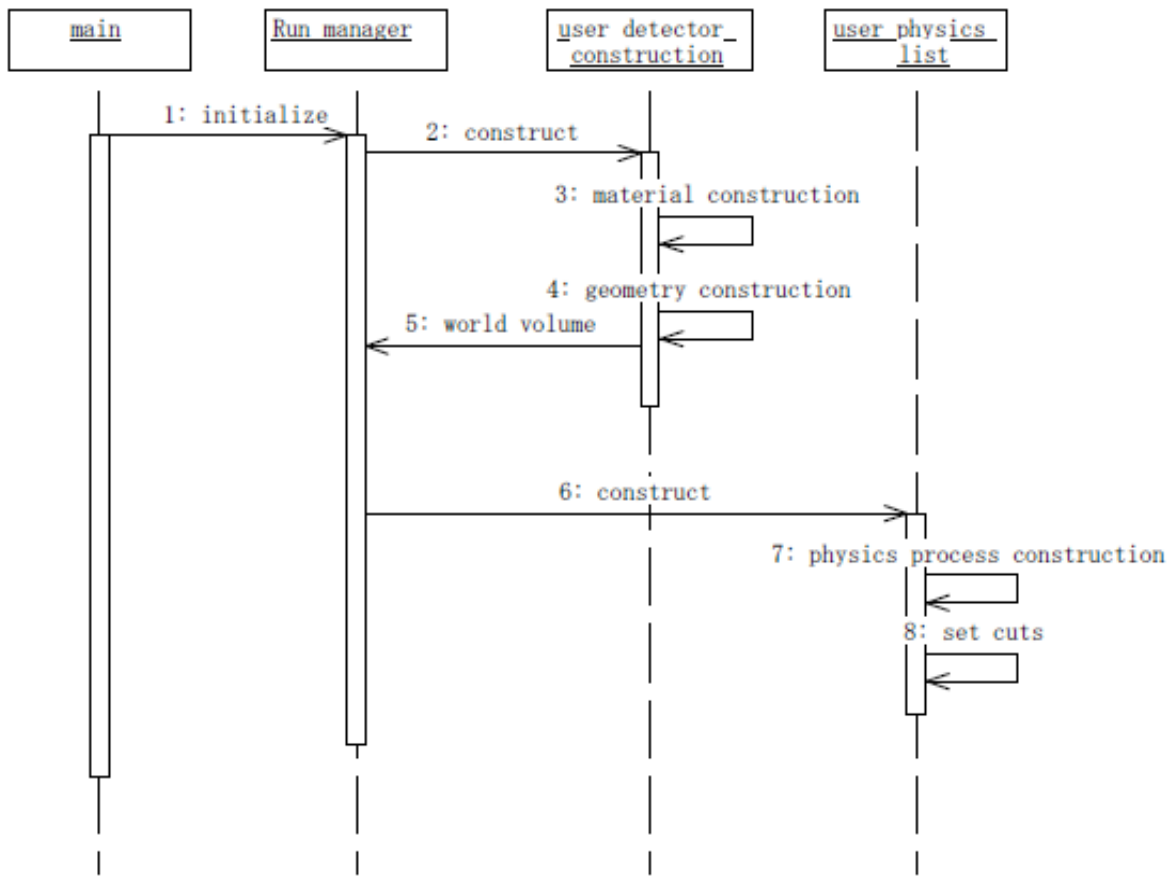 main
Run manager
user detector_
construction
user physics_
list
1: initialize
2: construct
3: material construction
4: geometry construction
5: world volume
6: construct
7: physics process construction
8: set cuts